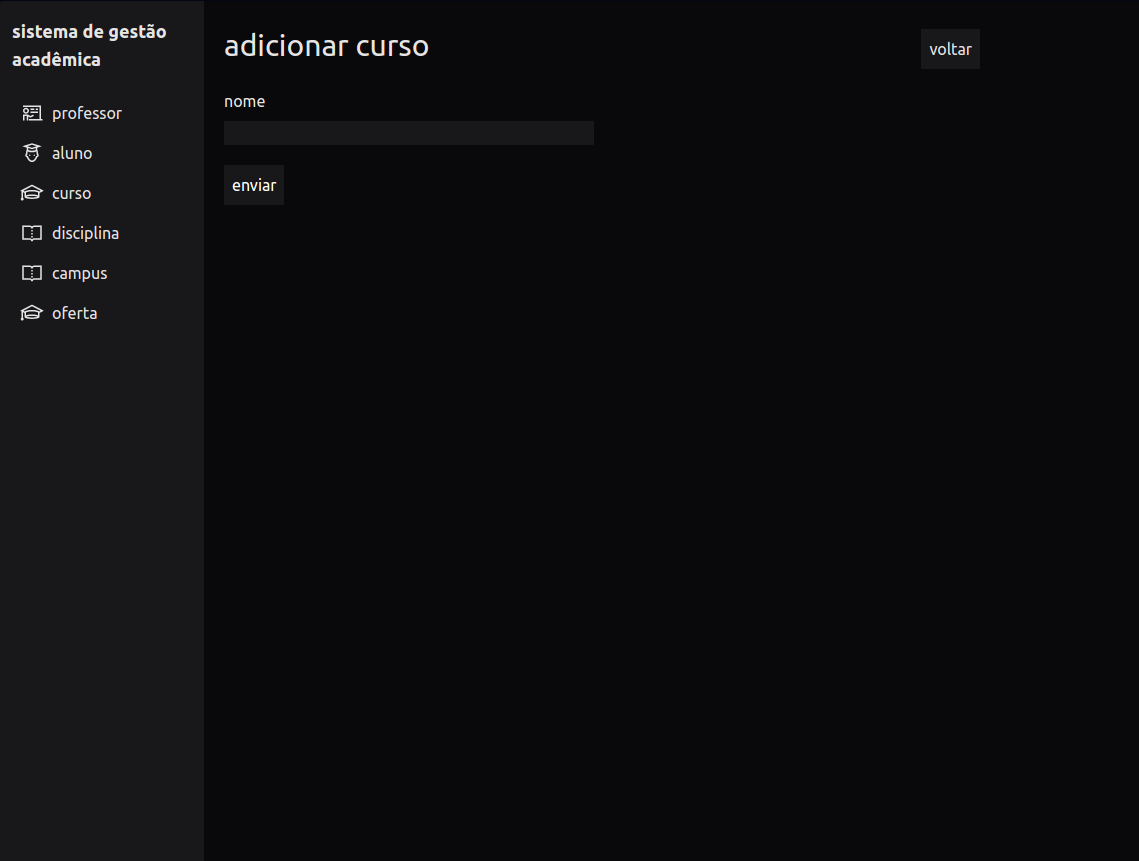 sistema de gestão
acadêmica
professor
aluno
curso
disciplina
campus
oferta
adicionar curso
voltar
nome
enviar